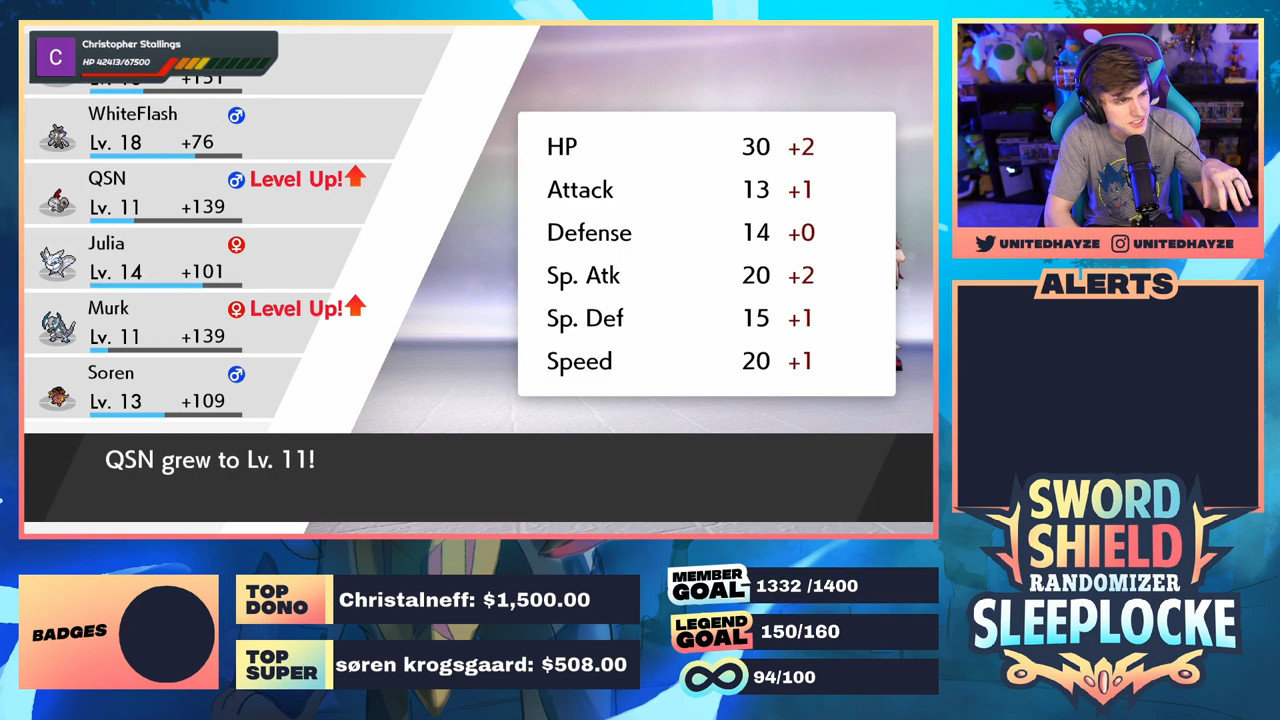 C
Christopher Stallings
HP 42413/67500
+151
WhiteFlash
Lv. 18 +76
QSN Level Up!
Lv. 11 +139
Julia
Lv. 14 +101
Murk Level Up!
Lv. 11 +139
Soren
Lv. 13 +109
HP 30 +2
Attack 13 +1
Defense 14 +0
Sp. Atk 20 +2
Sp. Def 15 +1
Speed 20 +1
QSN grew to Lv. 11!
UNITEDHAYZE UNITEDHAYZE
ALERTS
SWORD
SHIELD
RANDOMIZER
SLEEPLOCKE
BADGES
TOP
DONO
Christalneff: $1,500.00
TOP
SUPER
søren krogsgaard: $508.00
MEMBER
GOAL
1332 /1400
LEGEND
GOAL
150/160
94/100